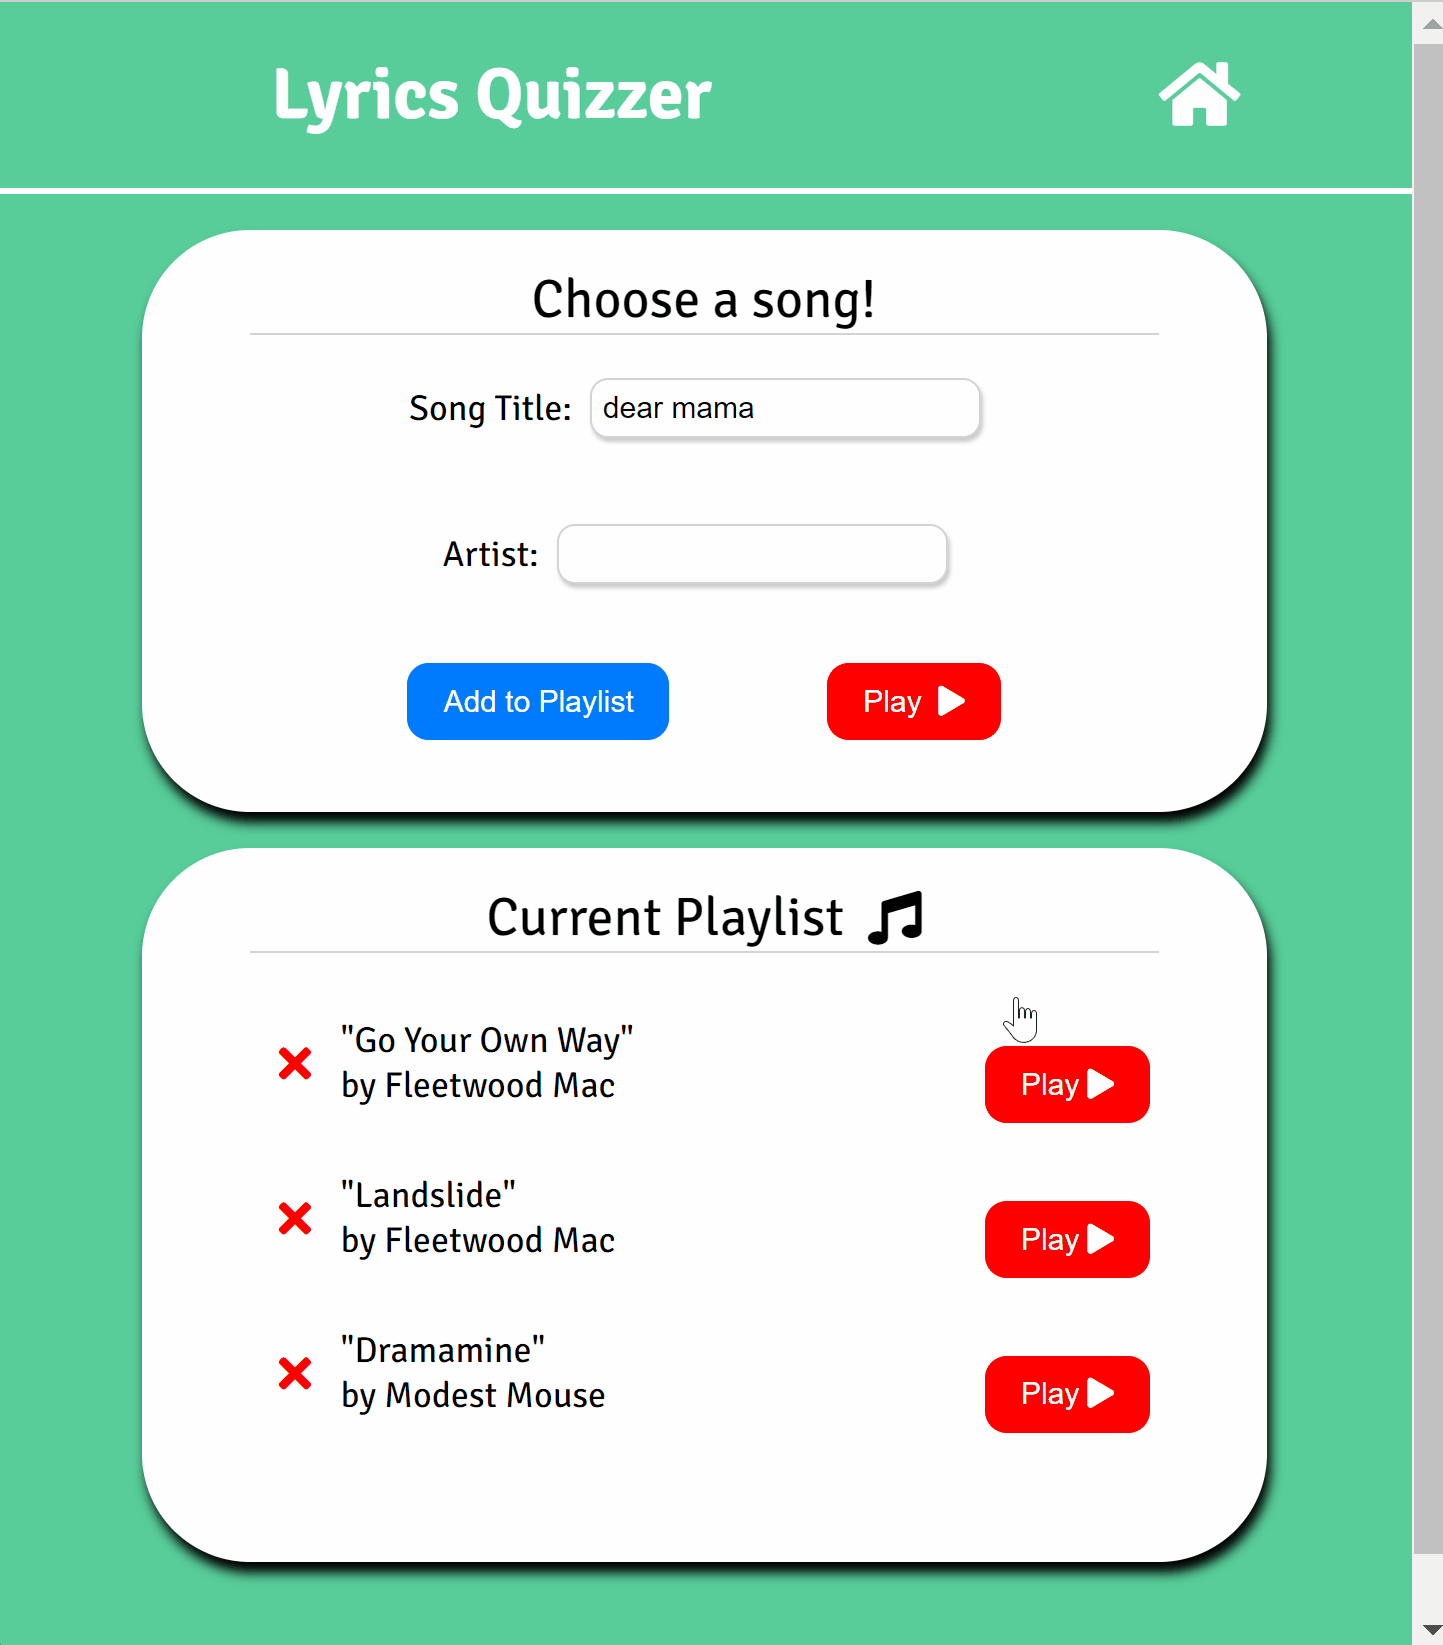 Lyrics Quizzer
Choose a song!
Song Title: dear mama
Artist:
Add to Playlist Play
Current Playlist
"Go Your Own Way"
by Fleetwood Mac
Play
"Landslide"
by Fleetwood Mac
Play
"Dramamine"
by Modest Mouse
Play